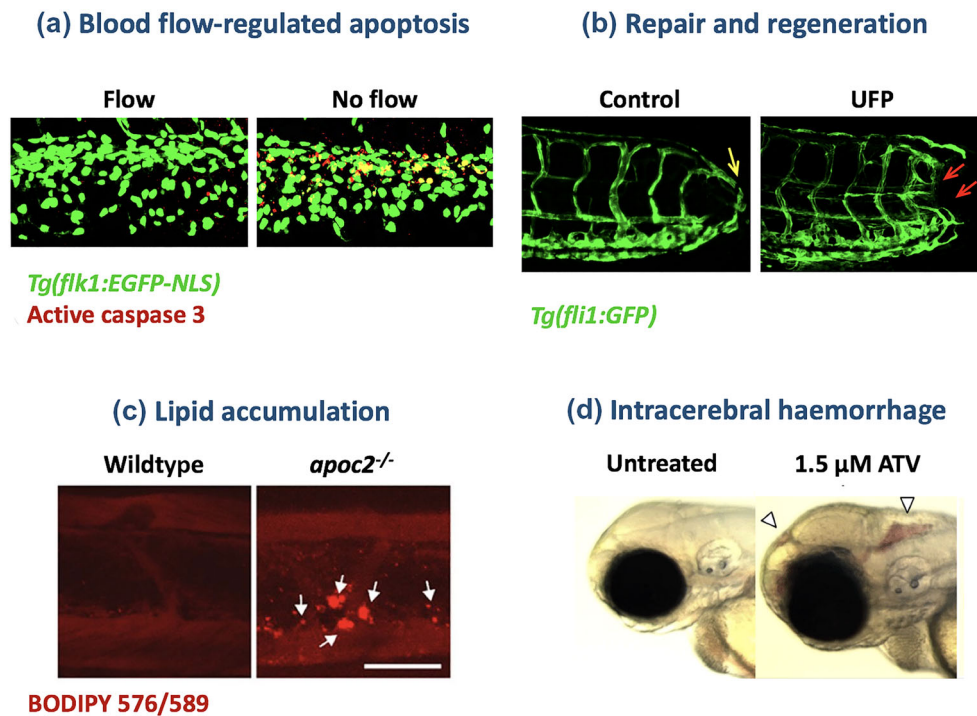 (a) Blood flow-regulated apoptosis
Flow
No flow
Tg(flk1:EGFP-NLS)
Active caspase 3
(b) Repair and regeneration
Control
UFP
Tg(fli1:GFP)
(c) Lipid accumulation
Wildtype
apoc2-/-
BODIPY 576/589
(d) Intracerebral haemorrhage
Untreated
1.5 μM ATV